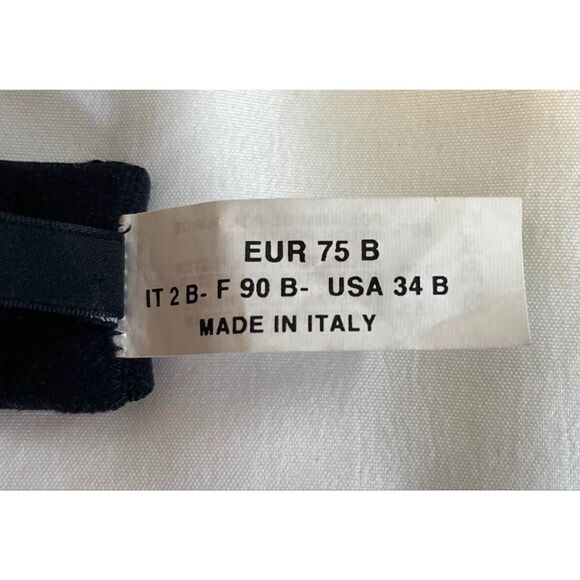 EUR 75 B
IT 2 B- F 90 B- USA 34 B
MADE IN ITALY